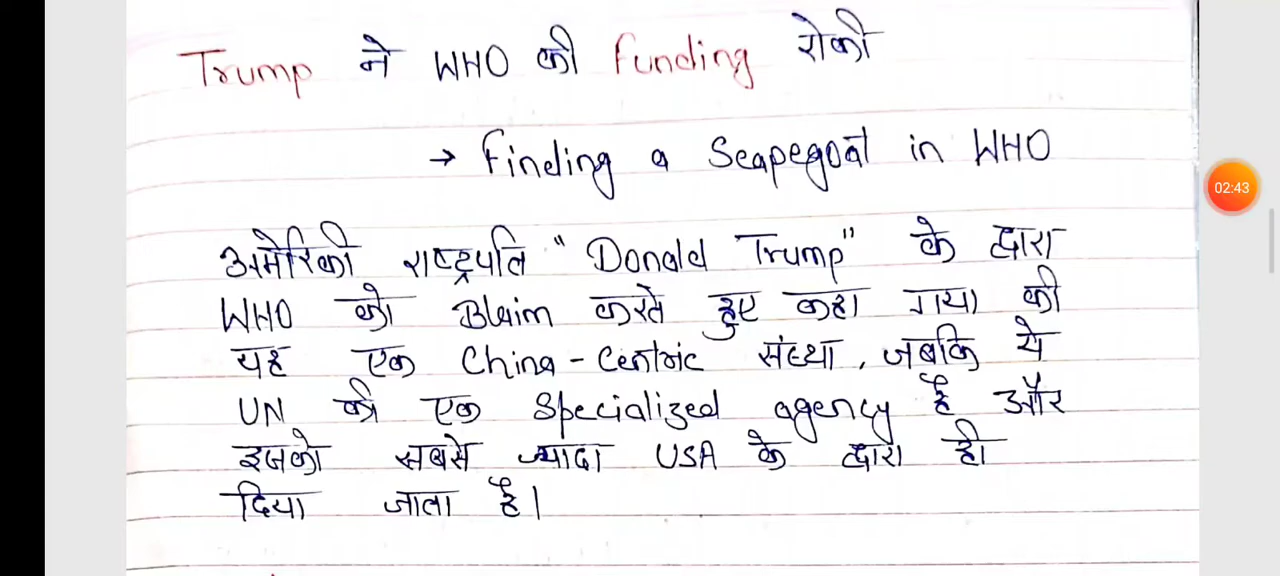 Trump ने WHO की Funding रोकी
→ Finding a Scapegoat in WHO
02:43
अमेरिकी राष्ट्रपति "Donald Trump" के द्वारा
WHO को Blaim करते हुए कहा गया की
यह एक China-Centric संस्था, जबकि ये
UN की एक Specialized agency है और
इसको सबसे ज्यादा USA के द्वारा ही
दिया जाता है।